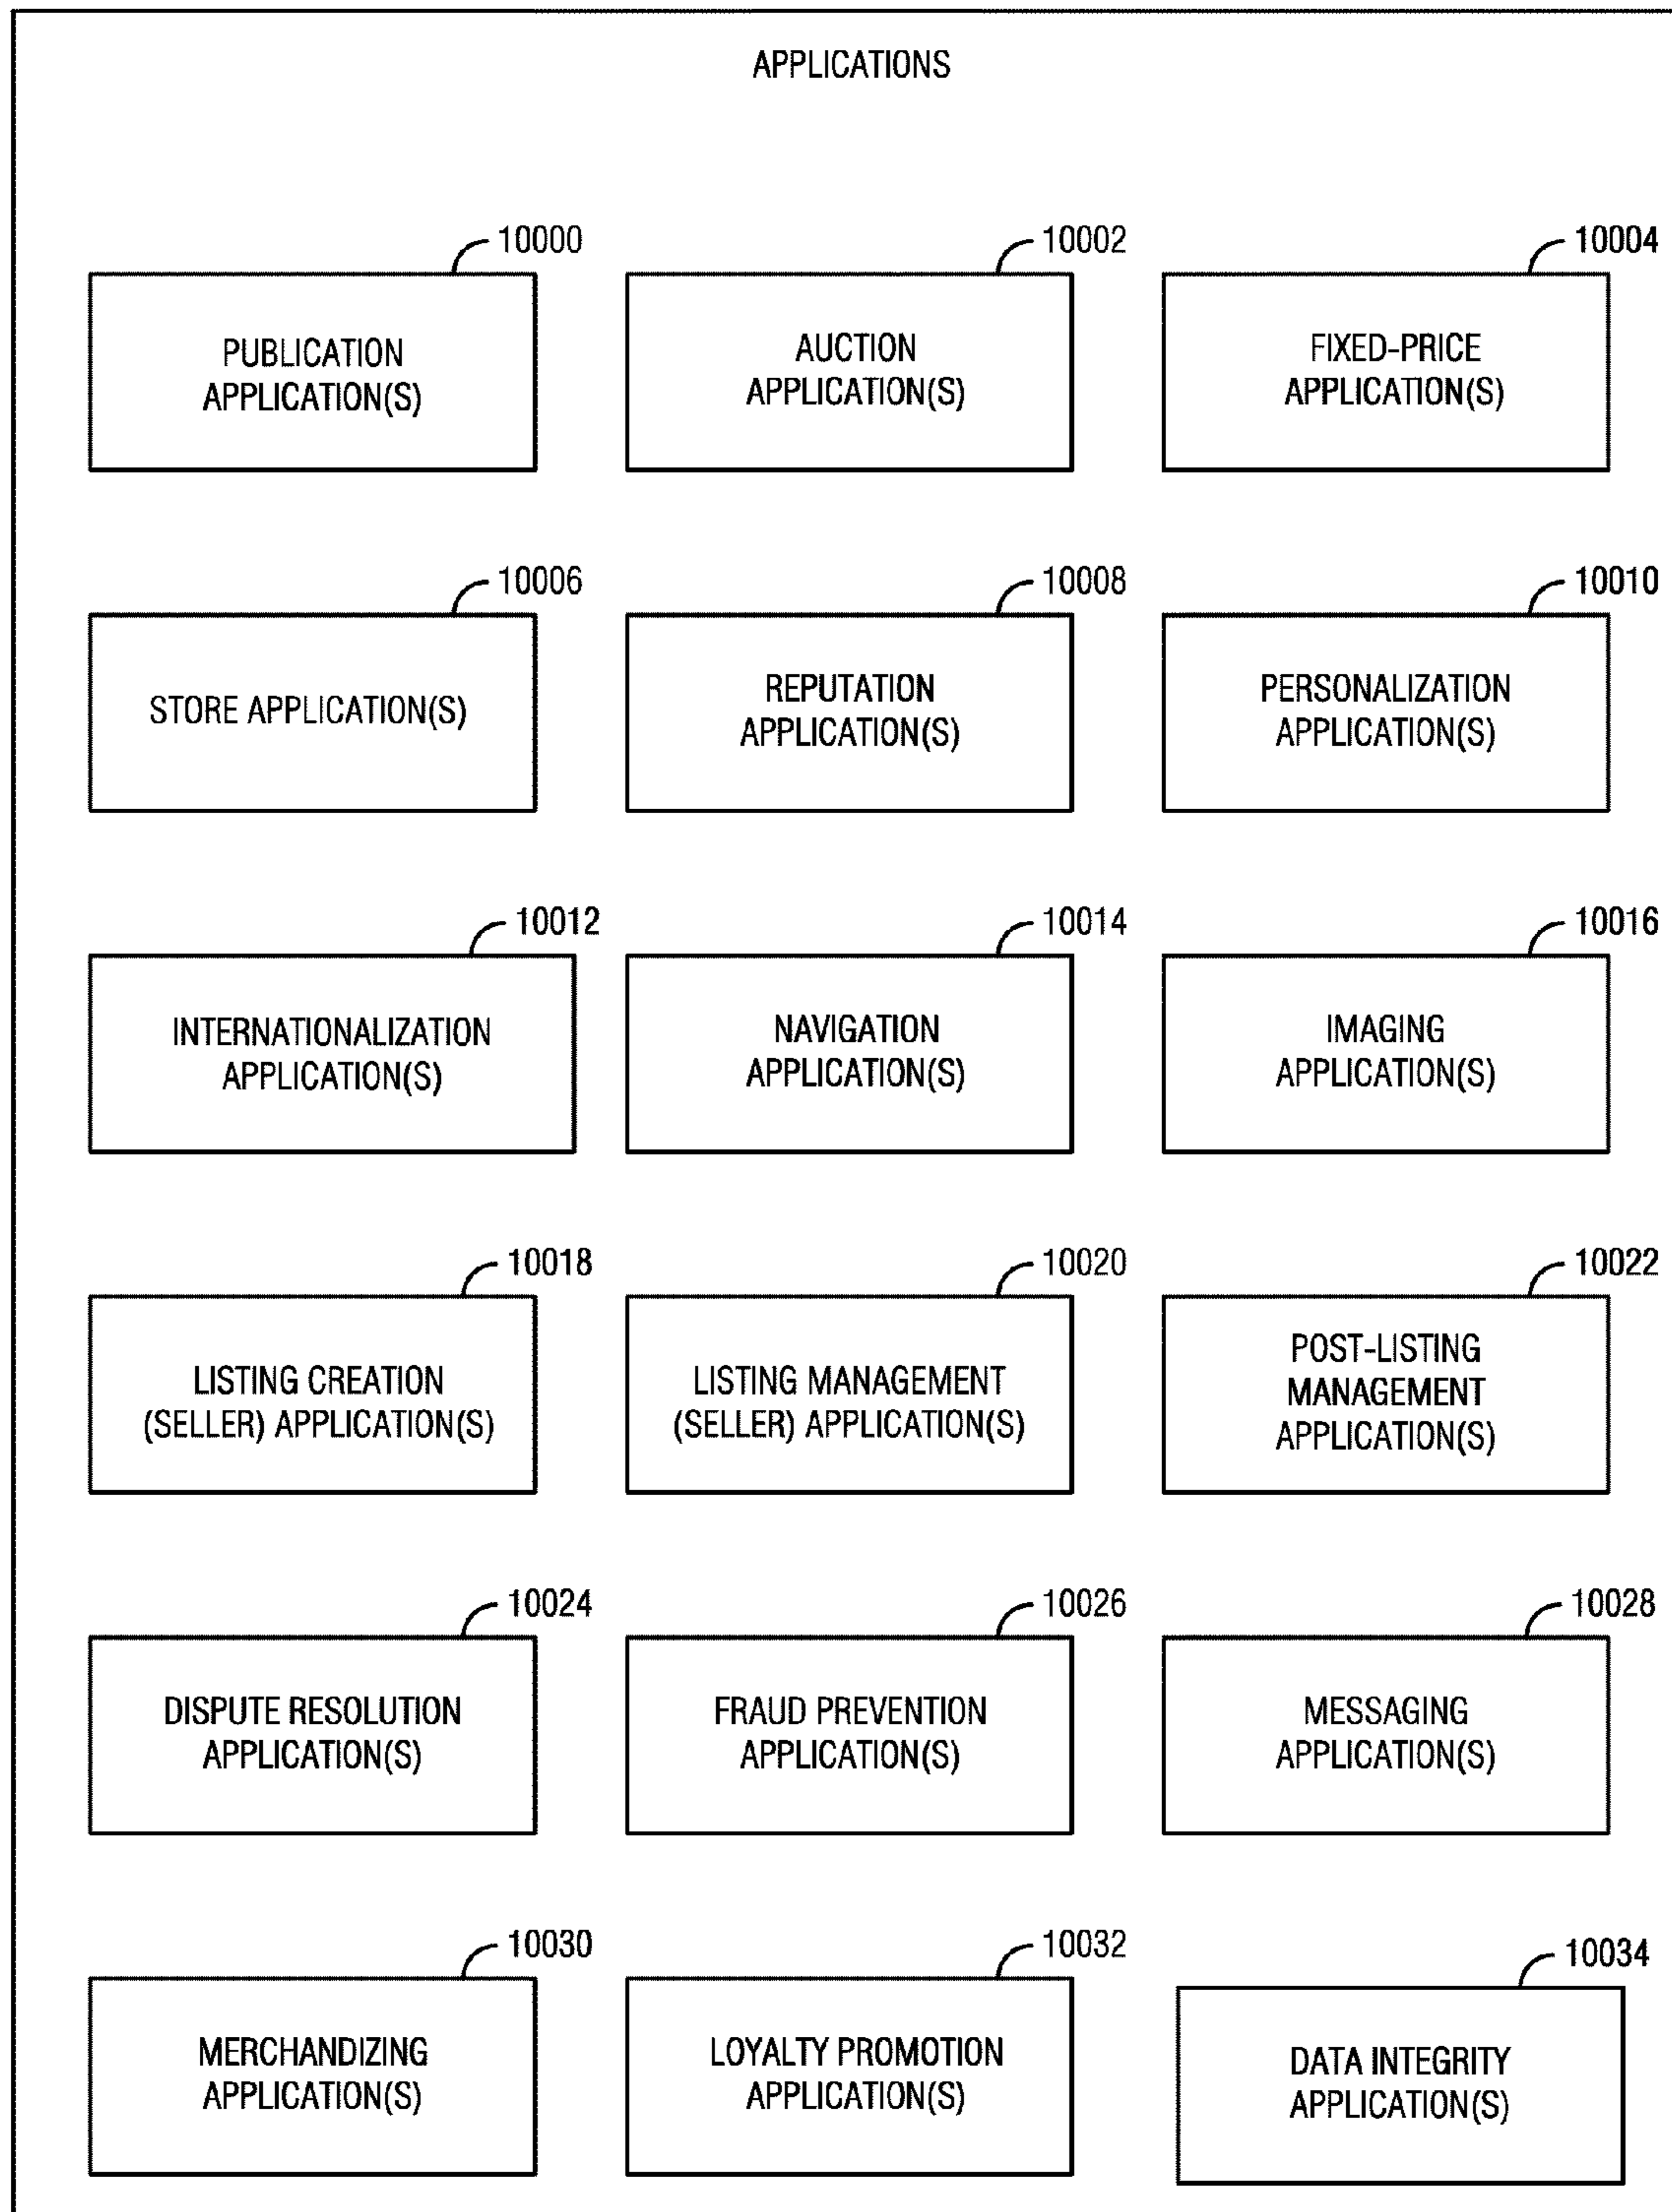 APPLICATIONS
10000
PUBLICATION
APPLICATION(S)
10002
AUCTION
APPLICATION(S)
10004
FIXED-PRICE
APPLICATION(S)
10006
STORE APPLICATION(S)
10008
REPUTATION
APPLICATION(S)
10010
PERSONALIZATION
APPLICATION(S)
10012
INTERNATIONALIZATION
APPLICATION(S)
10014
NAVIGATION
APPLICATION(S)
10016
IMAGING
APPLICATION(S)
10018
LISTING CREATION
(SELLER) APPLICATION(S)
10020
LISTING MANAGEMENT
(SELLER) APPLICATION(S)
10022
POST-LISTING
MANAGEMENT
APPLICATION(S)
10024
DISPUTE RESOLUTION
APPLICATION(S)
10026
FRAUD PREVENTION
APPLICATION(S)
10028
MESSAGING
APPLICATION(S)
10030
MERCHANDIZING
APPLICATION(S)
10032
LOYALTY PROMOTION
APPLICATION(S)
10034
DATA INTEGRITY
APPLICATION(S)